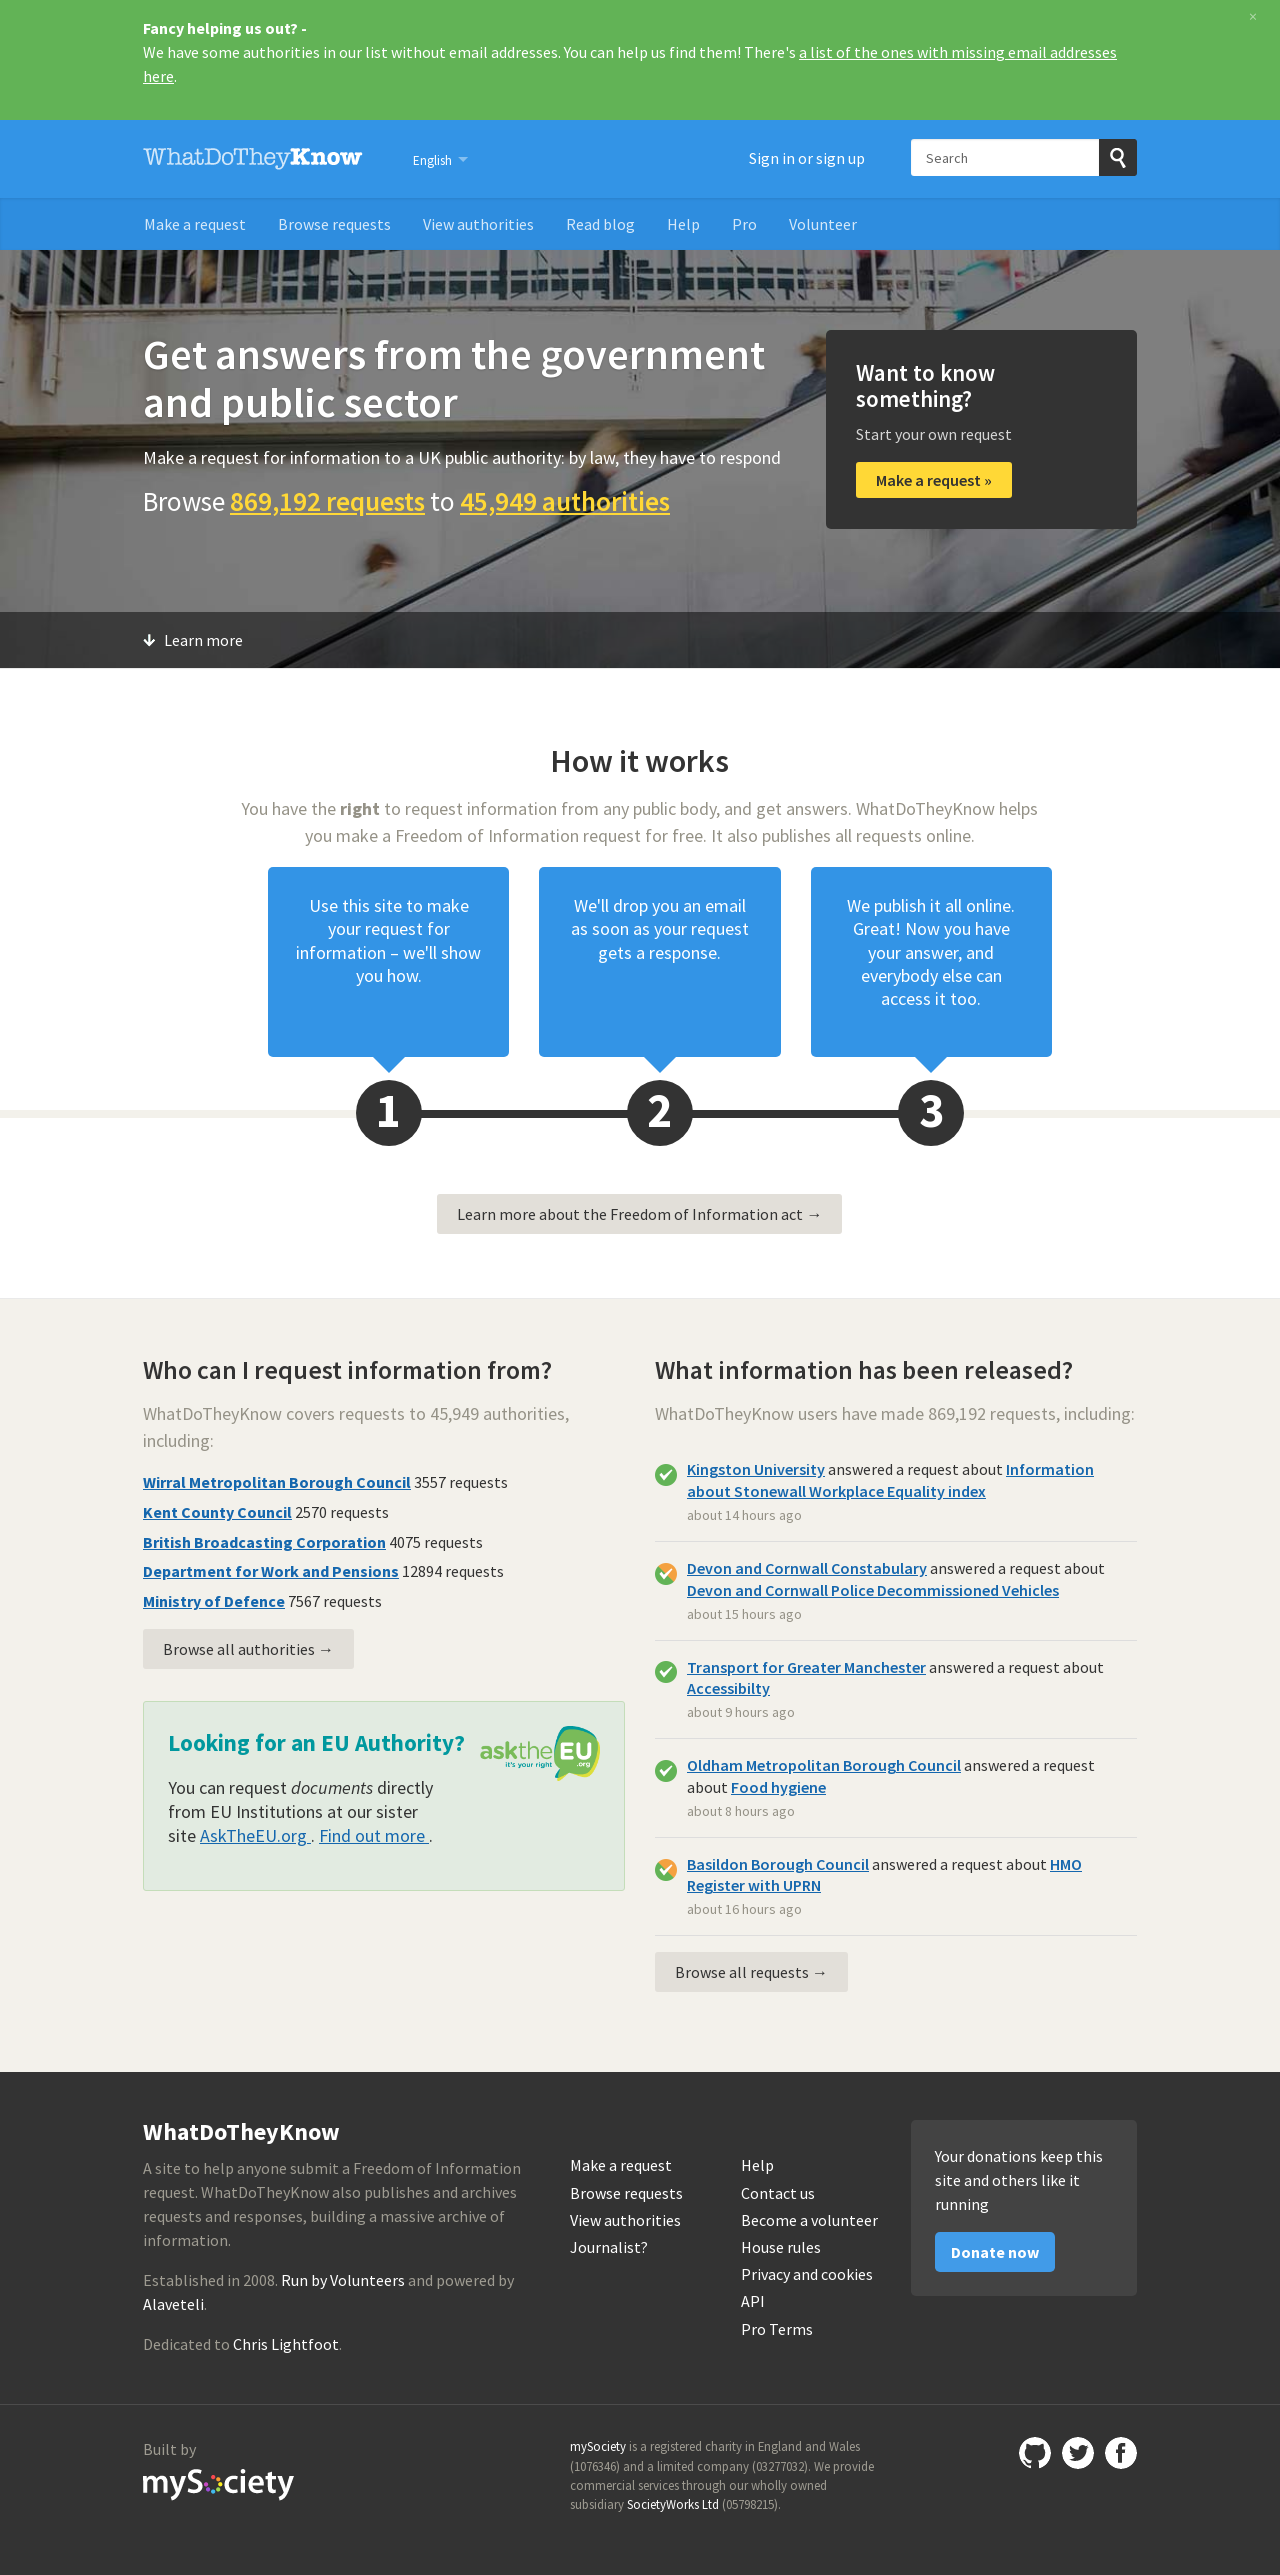 Fancy helping us out? -
We have some authorities in our list without email addresses. You can help us find them! There's a list of the ones with missing email addresses
here.
×
WhatDoTheyKnow
English
Sign in or sign up
Search
Make a request
Browse requests
View authorities
Read blog
Help
Pro
Volunteer
Get answers from the government
and public sector
Make a request for information to a UK public authority: by law, they have to respond
Browse 869,192 requests to 45,949 authorities
Want to know
something?
Start your own request
Make a request »
Learn more
How it works
You have the right to request information from any public body, and get answers. WhatDoTheyKnow helps
you make a Freedom of Information request for free. It also publishes all requests online.
Use this site to make
your request for
information – we'll show
you how.
We'll drop you an email
as soon as your request
gets a response.
We publish it all online.
Great! Now you have
your answer, and
everybody else can
access it too.
1
2
3
Learn more about the Freedom of Information act →
Who can I request information from?
WhatDoTheyKnow covers requests to 45,949 authorities,
including:
Wirral Metropolitan Borough Council 3557 requests
Kent County Council 2570 requests
British Broadcasting Corporation 4075 requests
Department for Work and Pensions 12894 requests
Ministry of Defence 7567 requests
Browse all authorities →
Looking for an EU Authority?
asktheEU
it's your right .org
You can request documents directly
from EU Institutions at our sister
site AskTheEU.org . Find out more .
What information has been released?
WhatDoTheyKnow users have made 869,192 requests, including:
Kingston University answered a request about Information
about Stonewall Workplace Equality index
about 14 hours ago
Devon and Cornwall Constabulary answered a request about
Devon and Cornwall Police Decommissioned Vehicles
about 15 hours ago
Transport for Greater Manchester answered a request about
Accessibilty
about 9 hours ago
Oldham Metropolitan Borough Council answered a request
about Food hygiene
about 8 hours ago
Basildon Borough Council answered a request about HMO
Register with UPRN
about 16 hours ago
Browse all requests →
WhatDoTheyKnow
A site to help anyone submit a Freedom of Information
request. WhatDoTheyKnow also publishes and archives
requests and responses, building a massive archive of
information.
Established in 2008. Run by Volunteers and powered by
Alaveteli.
Dedicated to Chris Lightfoot.
Make a request
Browse requests
View authorities
Journalist?
Help
Contact us
Become a volunteer
House rules
Privacy and cookies
API
Pro Terms
Your donations keep this
site and others like it
running
Donate now
Built by
mySociety
mySociety is a registered charity in England and Wales
(1076346) and a limited company (03277032). We provide
commercial services through our wholly owned
subsidiary SocietyWorks Ltd (05798215).